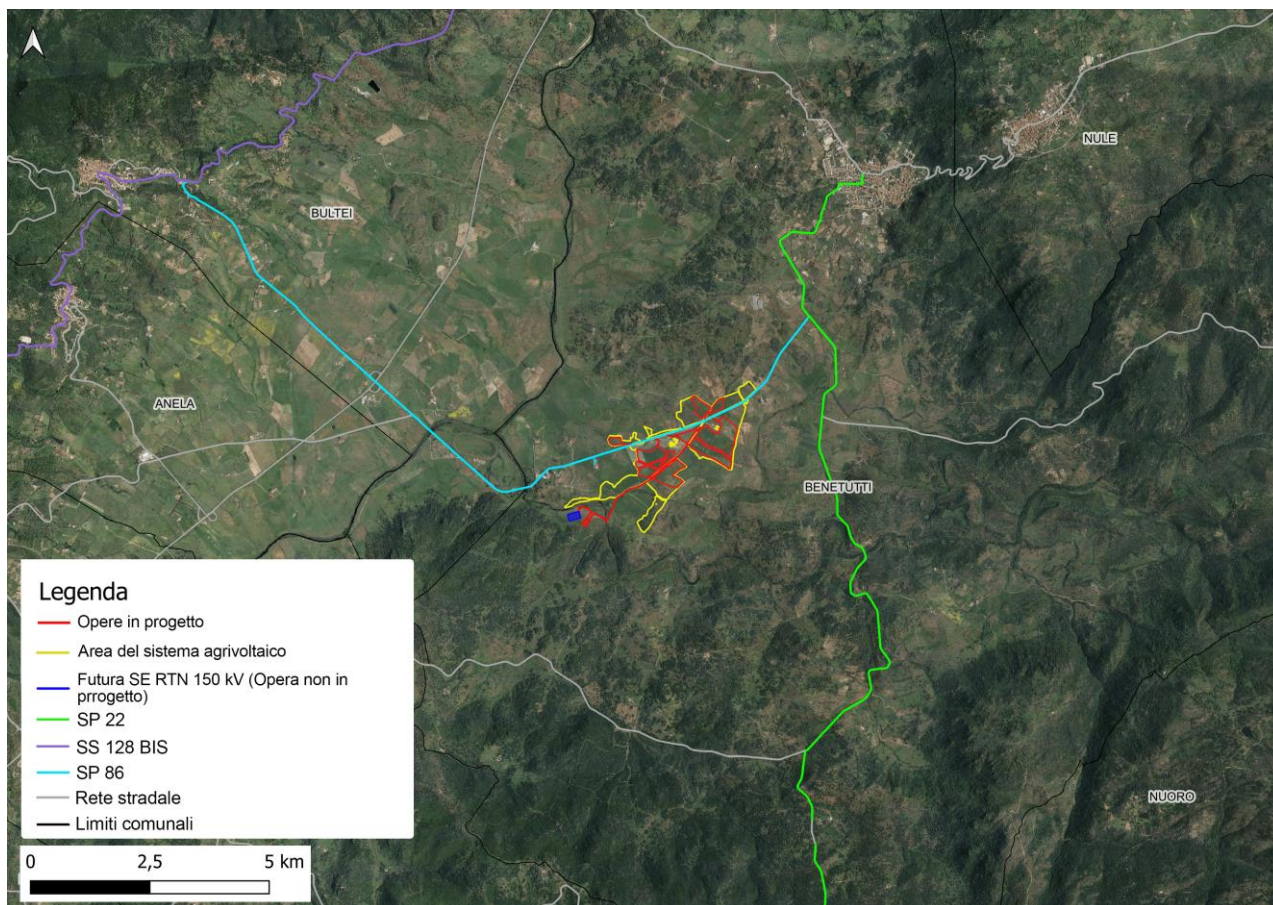 NULE
BULTEI
ANELA
BENETUTTI
NUORO
Legenda
Opere in progetto
Area del sistema agrivoltaico
Futura SE RTN 150 kV (Opera non in
prrogetto)
SP 22
SS 128 BIS
SP 86
Rete stradale
Limiti comunali
0 2,5 5 km